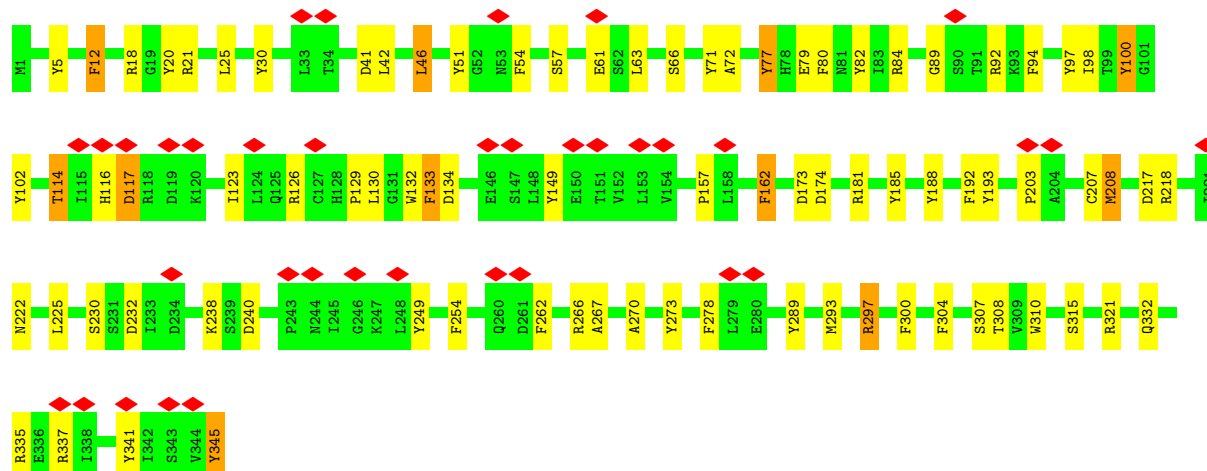 M1 Y5 F12 R18 G19 Y20 R21 L25 Y30 L33 T34 D41 L42 L46 Y51 G52 N53 F54 S57 E61 S62 L63 S66 Y71 A72 Y77 H78 E79 F80 N81 Y82 I83 R84 G89 S90 T91 R92 K93 F94 Y97 I98 T99 Y100 G101
Y102 T114 I115 H116 D117 R118 D119 K120 I123 L124 Q125 R126 C127 H128 P129 L130 G131 W132 F133 D134 E146 S147 L148 Y149 E150 T151 V152 L153 V154 P157 L158 F162 D173 D174 R181 Y185 Y188 F192 Y193 P203 A204 C207 M208 D217 R218
N222 L225 S230 S231 D232 I233 D234 K238 S239 D240 P243 N244 I245 G246 K247 L248 Y249 F254 Q260 D261 F262 R266 A267 A270 Y273 F278 L279 E280 Y289 M293 R297 F300 F304 S307 T308 V309 W310 S315 R321 Q332
R335 E336 R337 I338 Y341 I342 S343 V344 Y345